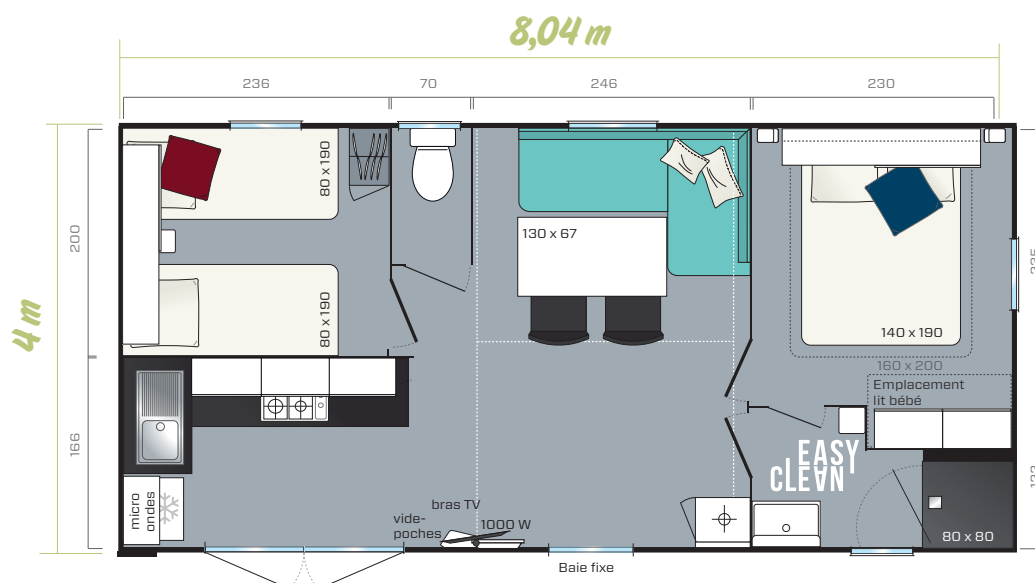 8,04 m
236
70
246
230
4 m
200
166
80 x 190
80 x 190
130 x 67
140 x 190
160 x 200
Emplacement
lit bébé
EASY
CLEAN
micro
ondes
bras TV
vide-
poches
1000 W
80 x 80
Baie fixe